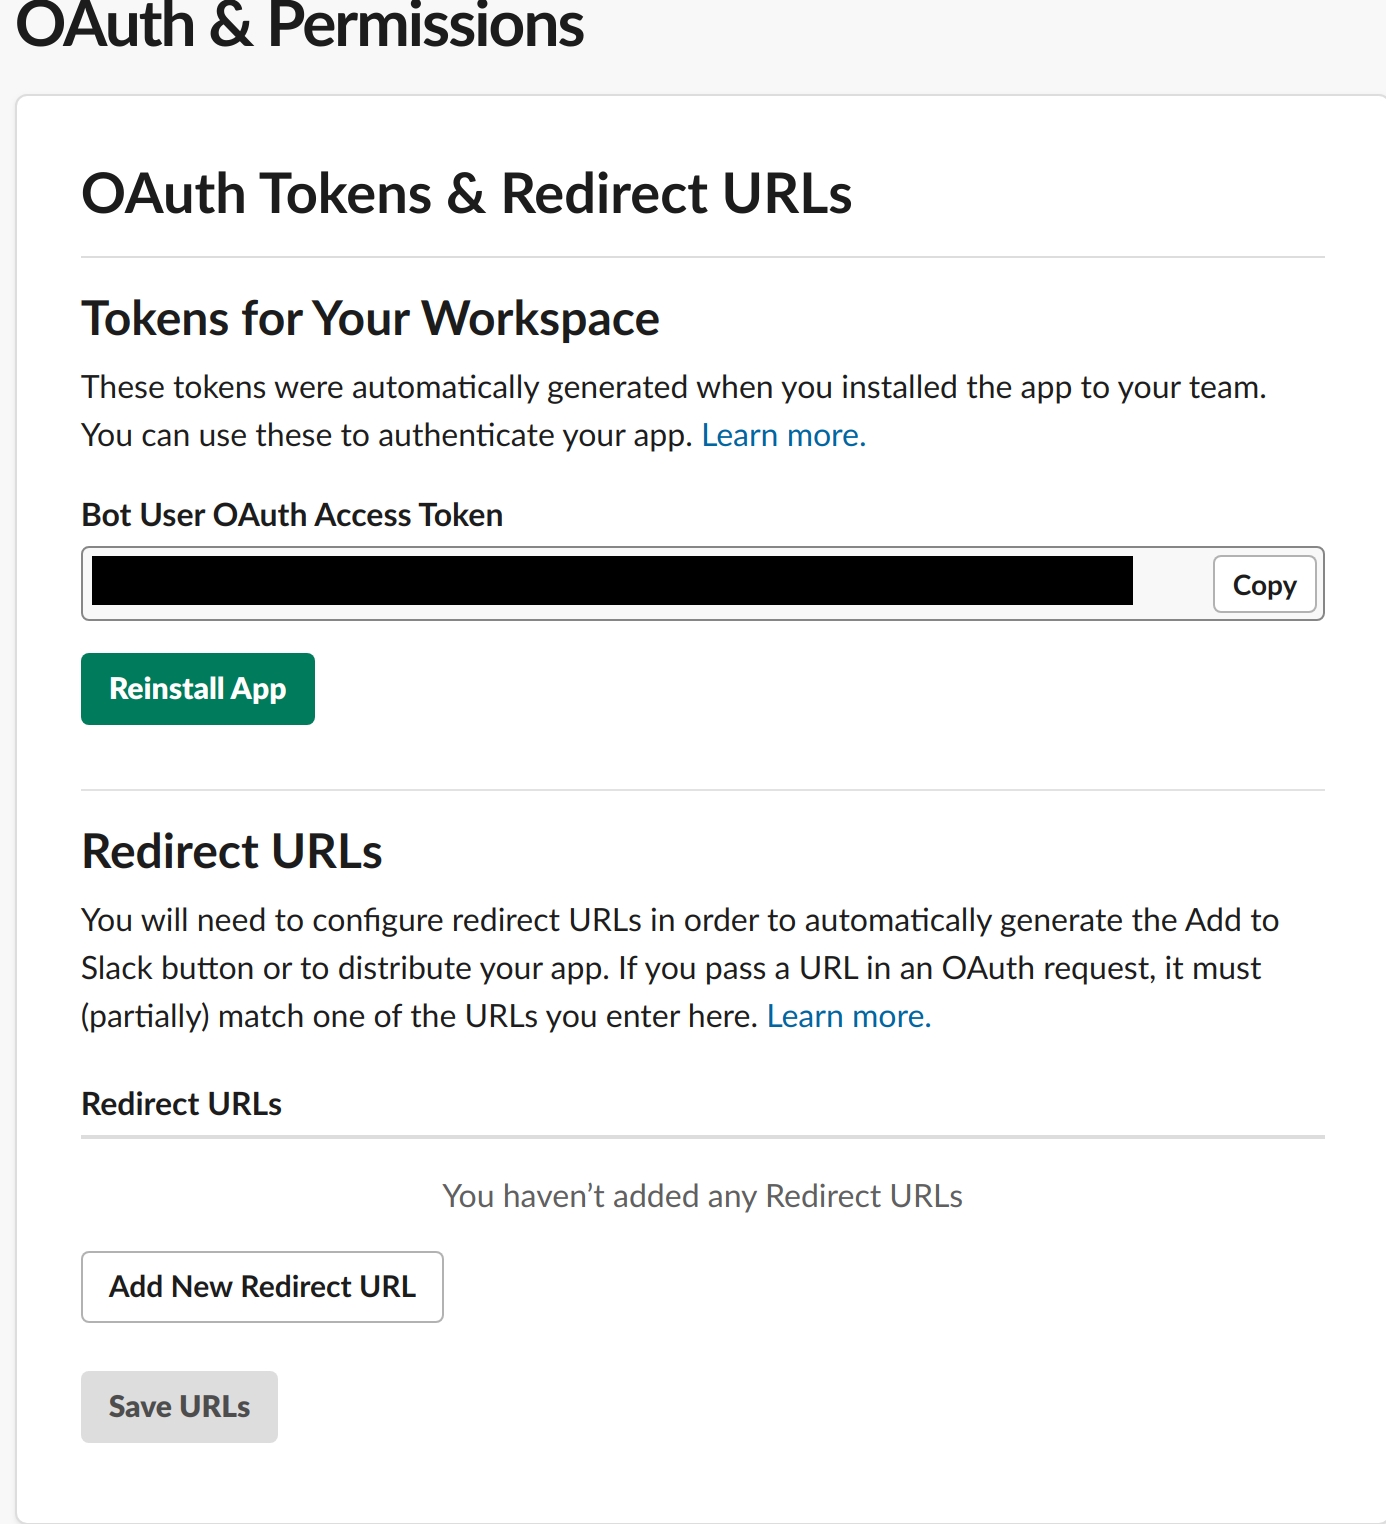 OAuth & Permissions
OAuth Tokens & Redirect URLs
Tokens for Your Workspace
These tokens were automatically generated when you installed the app to your team.
You can use these to authenticate your app. Learn more.
Bot User OAuth Access Token
Copy
Reinstall App
Redirect URLs
You will need to configure redirect URLs in order to automatically generate the Add to
Slack button or to distribute your app. If you pass a URL in an OAuth request, it must
(partially) match one of the URLs you enter here. Learn more.
Redirect URLs
You haven’t added any Redirect URLs
Add New Redirect URL
Save URLs